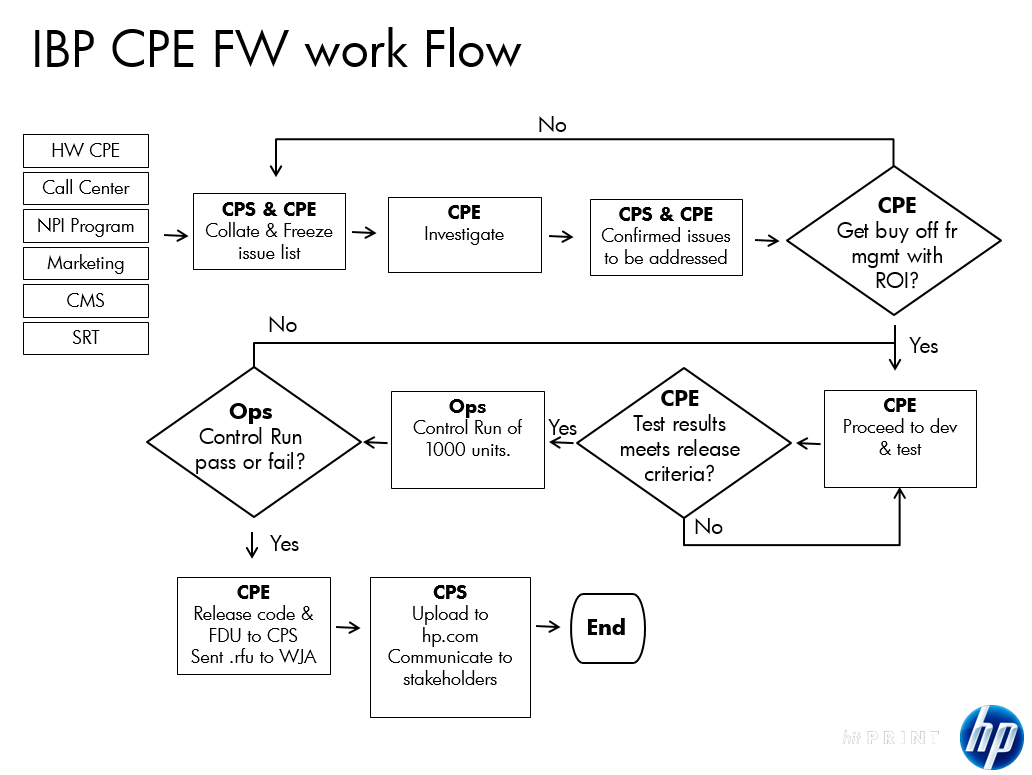 IBP CPE FW work Flow
No
HW CPE
Call Center
NPI Program
Marketing
CMS
SRT
CPS & CPE
Collate & Freeze
issue list
CPE
Investigate
CPS & CPE
Confirmed issues
to be addressed
CPE
Get buy off fr
mgmt with
ROI?
No
Yes
Ops
Control Run
pass or fail?
Ops
Control Run of
1000 units.
Yes
CPE
Test results
meets release
criteria?
CPE
Proceed to dev
& test
No
Yes
CPE
Release code &
FDU to CPS
Sent .rfu to WJA
CPS
Upload to
hp.com
Communicate to
stakeholders
End
PRINT
hp